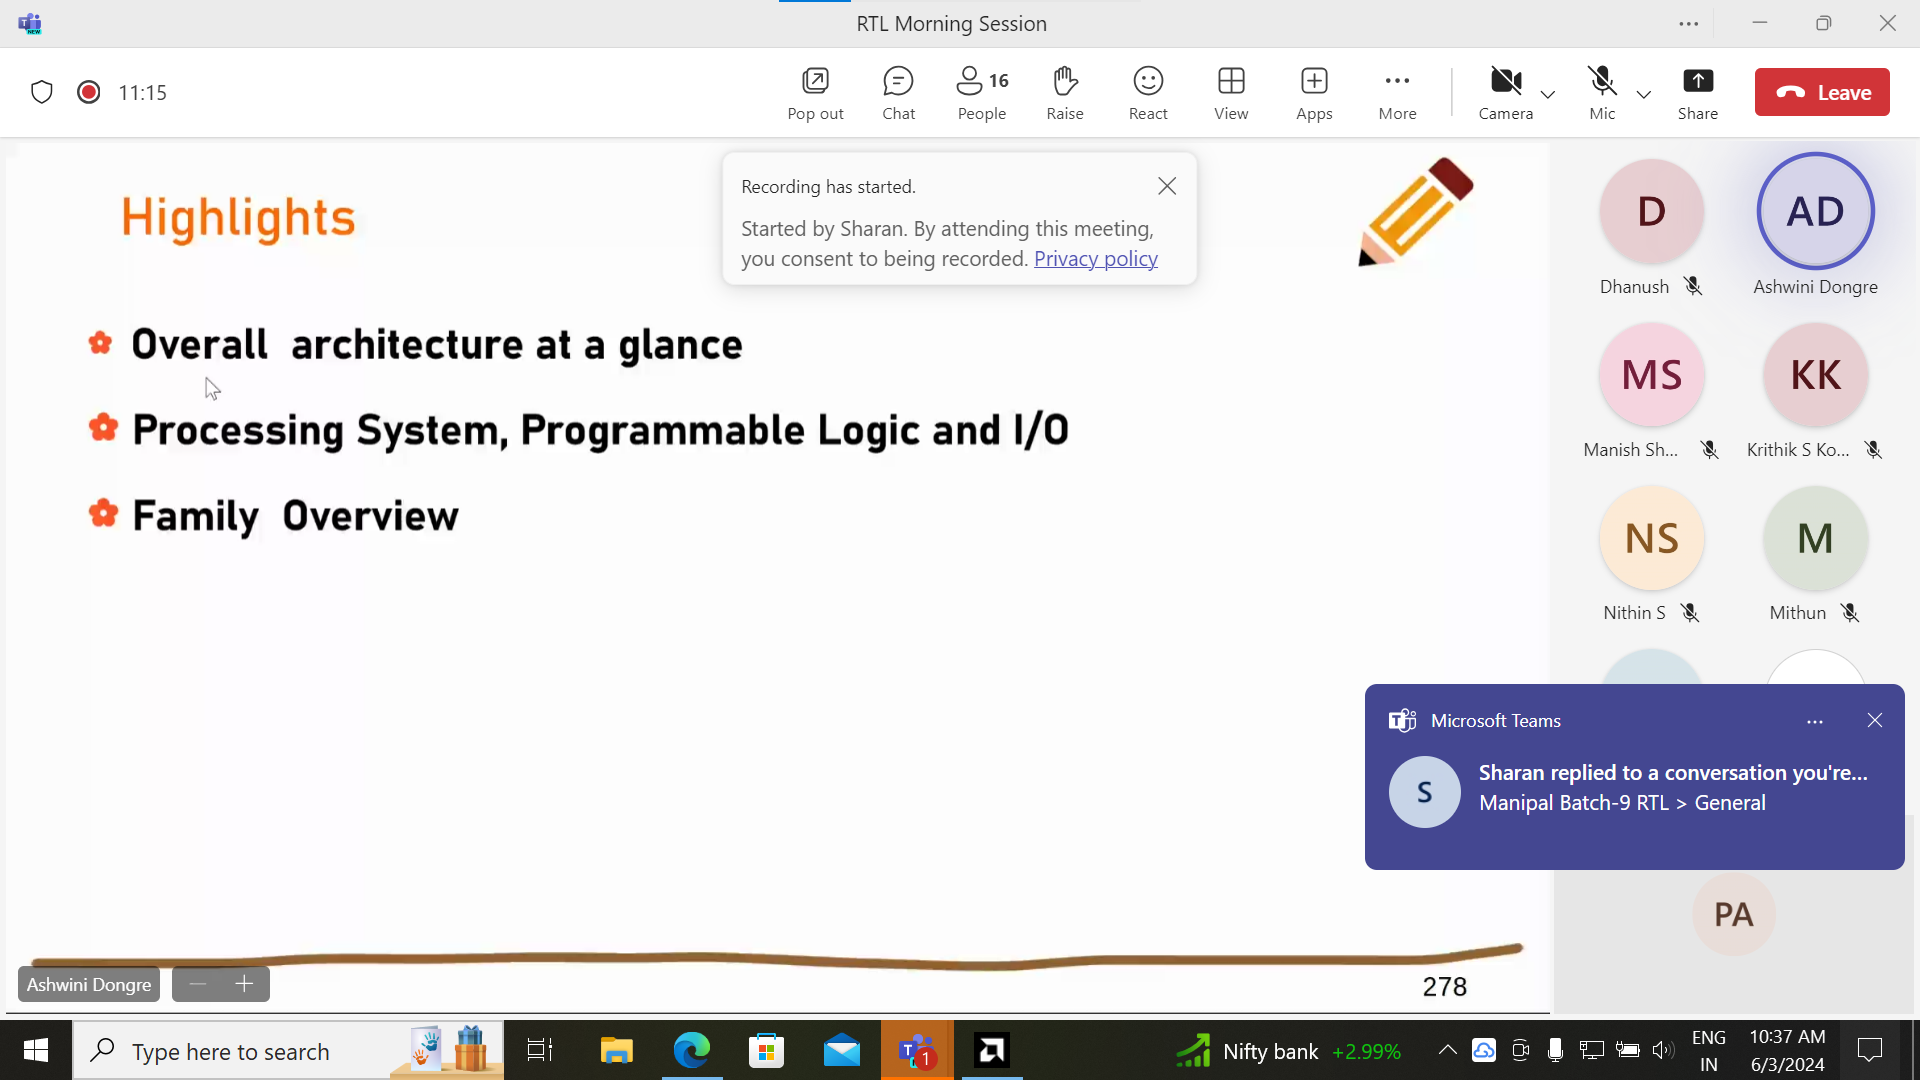 RTL Morning Session
11:15
Pop out
Chat
16
People
Raise
React
View
Apps
More
Camera
Mic
Share
Leave
Highlights
Recording has started.
Started by Sharan. By attending this meeting,
you consent to being recorded. Privacy policy
Overall architecture at a glance
Processing System, Programmable Logic and I/O
Family Overview
278
Ashwini Dongre
D
Dhanush
AD
Ashwini Dongre
MS
Manish Sh...
KK
Krithik S Ko...
NS
Nithin S
M
Mithun
Microsoft Teams
S
Sharan replied to a conversation you're...
Manipal Batch-9 RTL > General
PA
Type here to search
NEW
1
Nifty bank +2.99%
ENG
IN
10:37 AM
6/3/2024